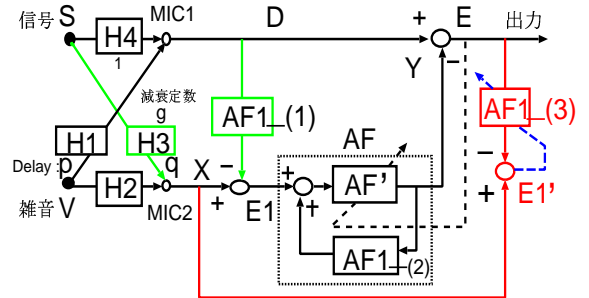 信号 S
H4
1
MIC1
D
+
E
出力
Y
−
減衰定数
g
AF1_(1)
AF1_(3)
H1
H3
AF
−
Delay : p
q
X
−
+
AF'
+
E1'
H2
+
E1
+
V
MIC2
雑音
AF1_(2)